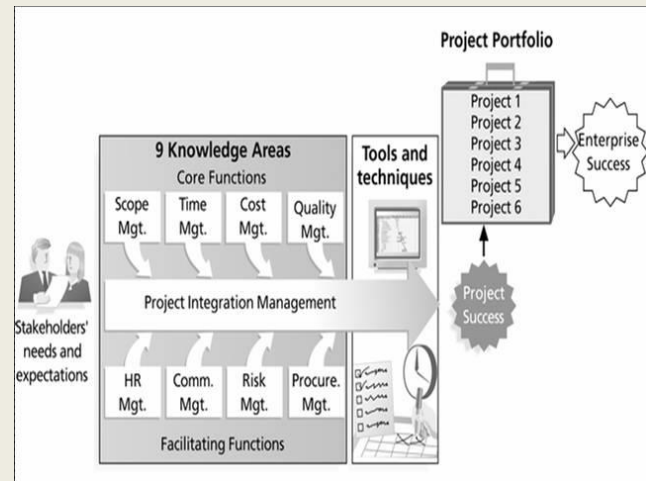 Project Portfolio
Project 1
Project 2
Project 3
Project 4
Project 5
Project 6
Enterprise
Success
9 Knowledge Areas
Core Functions
Tools and
techniques
Scope
Mgt.
Time
Mgt.
Cost
Mgt.
Quality
Mgt.
Project Integration Management
Project
Success
Stakeholders'
needs and
expectations
HR
Mgt.
Comm.
Mgt.
Risk
Mgt.
Procure.
Mgt.
Facilitating Functions